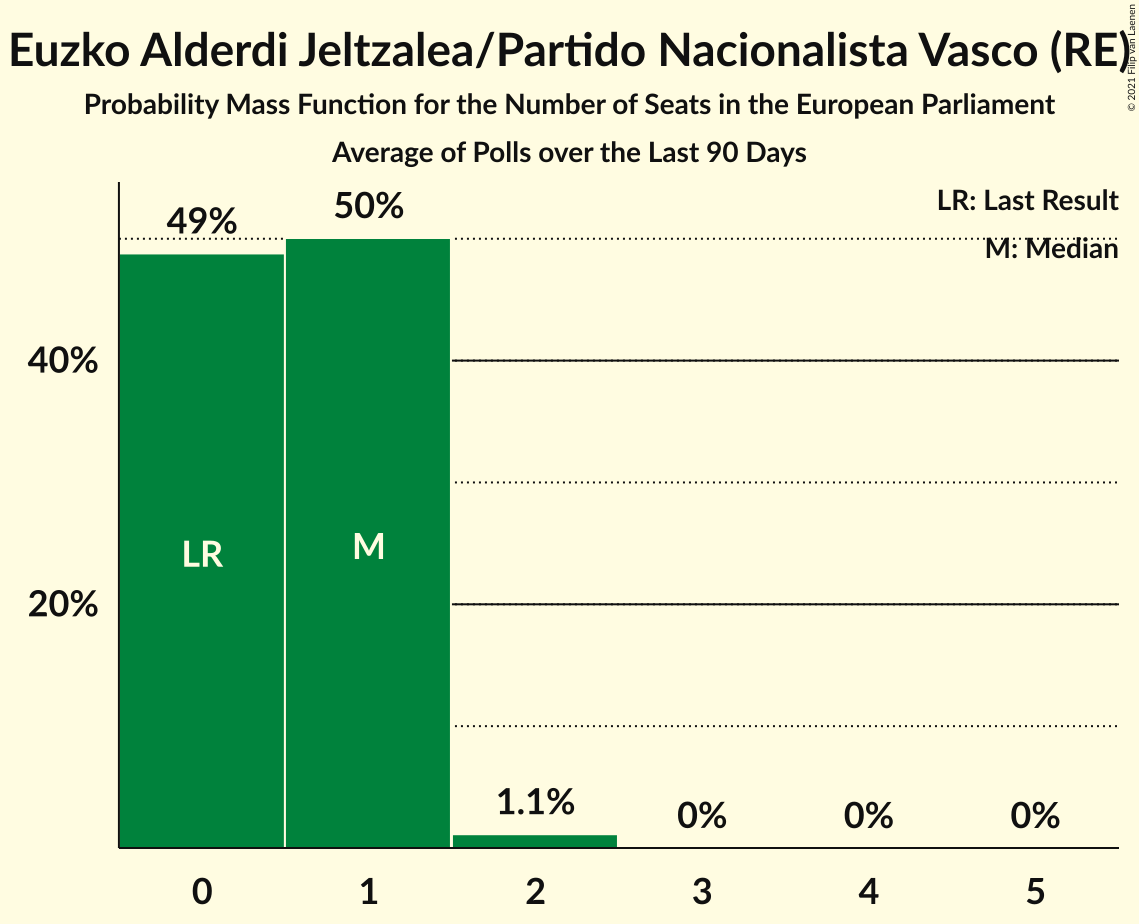 Euzko Alderdi Jeltzalea/Partido Nacionalista Vasco (RE)
© 2021 Filip van Laenen
Probability Mass Function for the Number of Seats in the European Parliament
Average of Polls over the Last 90 Days
LR: Last Result
M: Median
49%
50%
40%
20%
LR
M
1.1%
0%
0%
0%
0
1
2
3
4
5